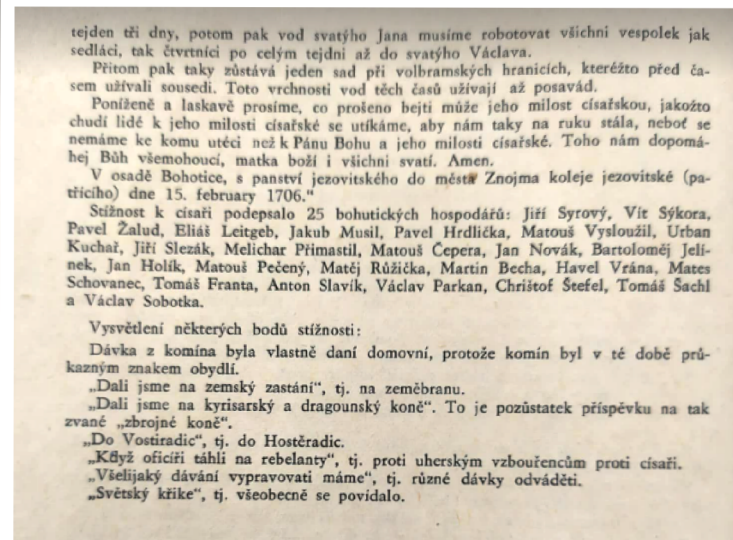 tejden tři dny, potom pak vod svatýho Jana musíme robotovat všichni vespolek jak
sedláci, tak čtvrtníci po celým tejdni až do svatýho Václava.
Přitom pak taky zůstává jeden sad při volbramských hranicích, kteréžto před ča-
sem užívali sousedi. Toto vrchnosti vod těch časů užívají až posavád.
Poníženě a laskavě prosíme, co prošeno bejti může jeho milost císařskou, jakožto
chudí lidé k jeho milosti císařské se utíkáme, aby nám taky na ruku stála, neboť se
nemáme ke komu utéci než k Pánu Bohu a jeho milosti císařské. Toho nám dopomá-
hej Bůh všemohoucí, matka boží i všichni svatí. Amen.
V osadě Bohotice, s panství jezovitského do města Znojma koleje jezovitské (pa-
třícího) dne 15. february 1706."
Stížnost k císaři podepsalo 25 bohutických hospodářů: Jiří Syrový, Vít Sýkora,
Pavel Žalud, Eliáš Leitgeb, Jakub Musil, Pavel Hrdlička, Matouš Vysloužil, Urban
Kuchař, Jiří Slezák, Melichar Přimastil, Matouš Čepera, Jan Novák, Bartoloměj Jelí-
nek, Jan Holík, Matouš Pečený, Matěj Růžička, Martin Becha, Havel Vrána, Mates
Schovanec, Tomáš Franta, Anton Slavík, Václav Parkan, Chrištof Štefel, Tomáš Šachl
a Václav Sobotka.
Vysvětlení některých bodů stížnosti:
Dávka z komína byla vlastně daní domovní, protože komín byl v té době prů-
kazným znakem obydlí.
„Dali jsme na zemský zastání", tj. na zeměbranu.
„Dali jsme na kyrisarský a dragounský koně". To je pozůstatek příspěvku na tak
zvané „zbrojné koně".
„Do Vostiradic", tj. do Hostěradic.
„Když oficíři táhli na rebelanty", tj. proti uherským vzbouřencům proti císaři.
„Všelijaký dávání vypravovati máme", tj. různé dávky odváděti.
„Světský křike", tj. všeobecně se povídalo.